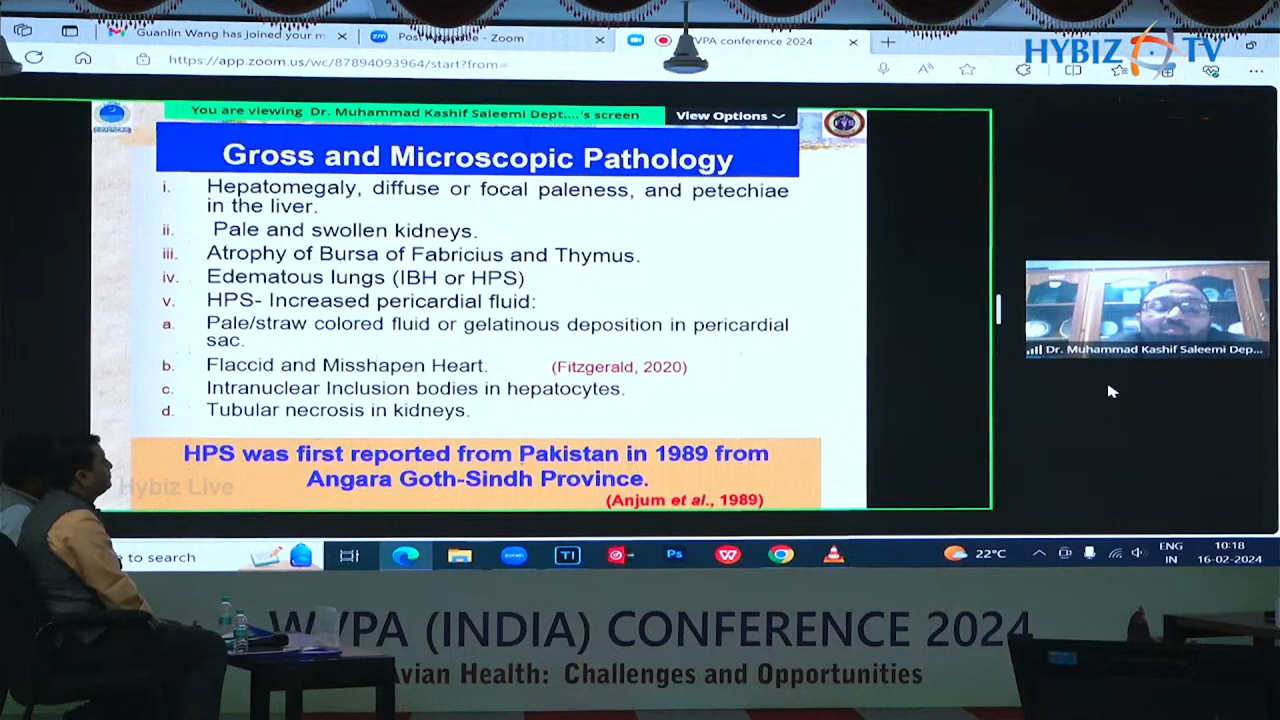 Guanlin Wang has joined your m
Zoom
VPA conference 2024
HYBIZ TV
https://app.zoom.us/wc/87894093964/start?from=
You are viewing Dr. Muhammad Kashif Saleemi Dept....'s screen
View Options
Gross and Microscopic Pathology
i. Hepatomegaly, diffuse or focal paleness, and petechiae
in the liver.
ii. Pale and swollen kidneys.
iii. Atrophy of Bursa of Fabricius and Thymus.
iv. Edematous lungs (IBH or HPS)
v. HPS- Increased pericardial fluid:
a. Pale/straw colored fluid or gelatinous deposition in pericardial
sac.
b. Flaccid and Misshapen Heart. (Fitzgerald, 2020)
c. Intranuclear Inclusion bodies in hepatocytes.
d. Tubular necrosis in kidneys.
HPS was first reported from Pakistan in 1989 from
Angara Goth-Sindh Province.
(Anjum et al., 1989)
Hybiz Live
Dr. Muhammad Kashif Saleemi Dep...
to search
zoom
TI
Ps
22°C
ENG
IN
10:18
16-02-2024
VPA (INDIA) CONFERENCE 2024
Avian Health: Challenges and Opportunities